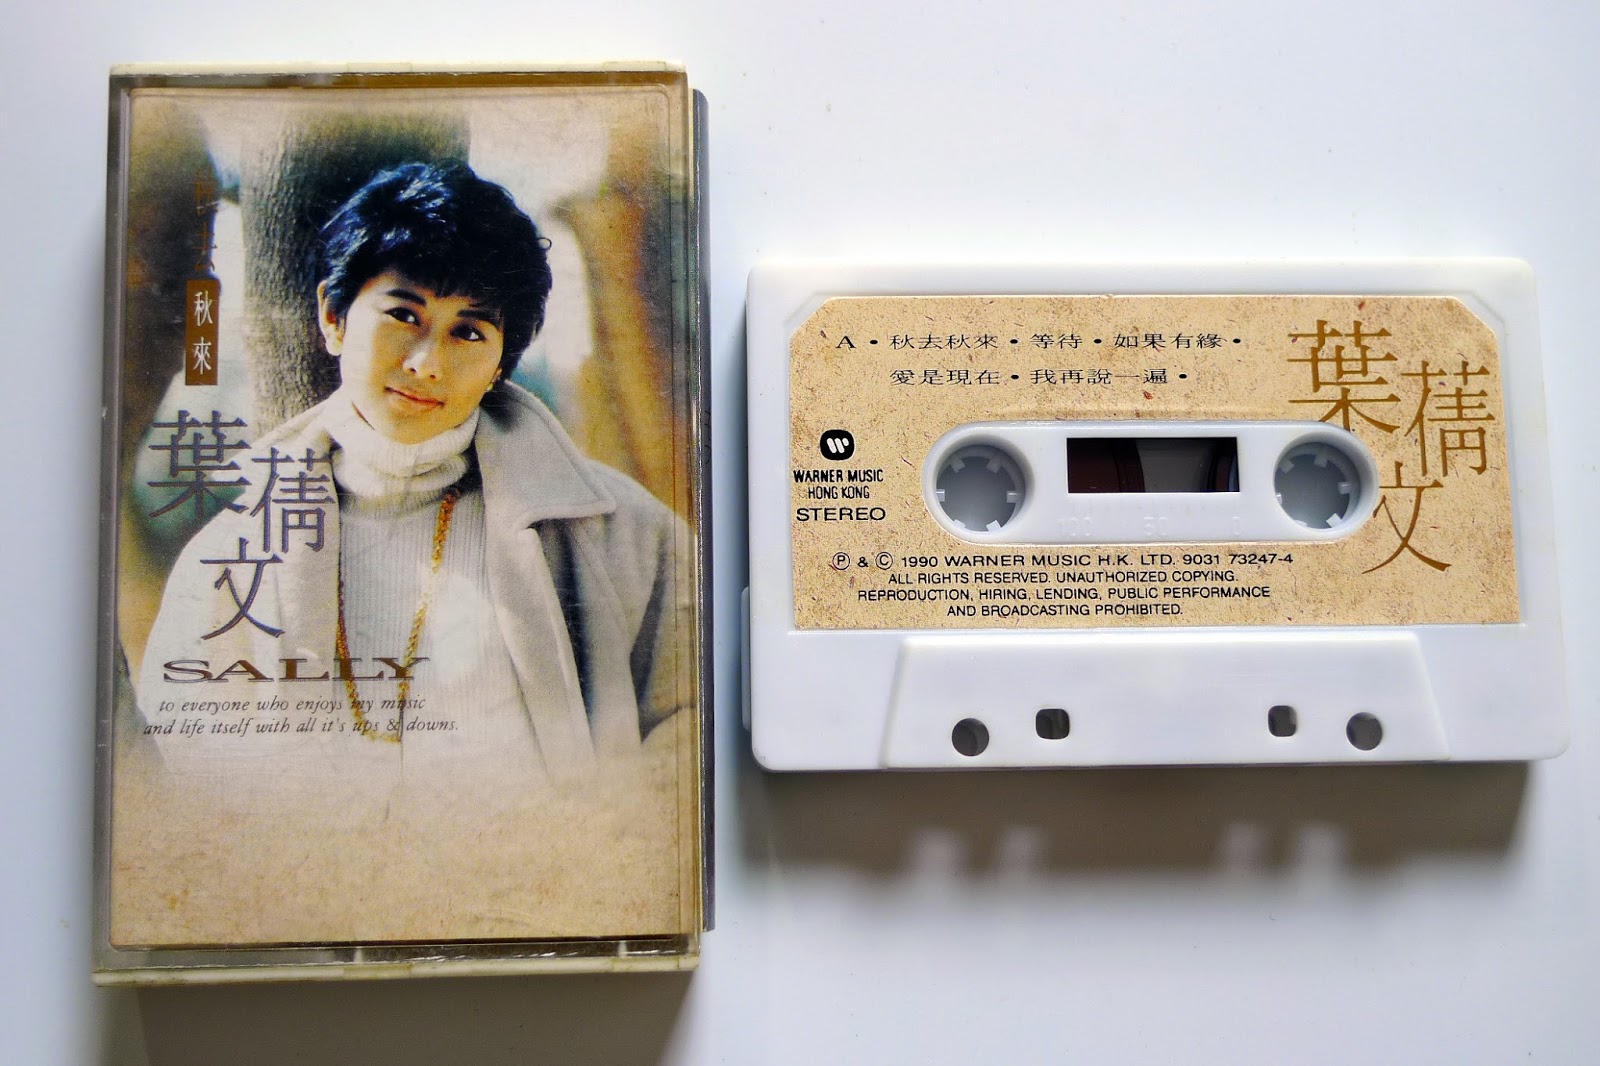 秋去秋來
葉蒨文
SALLY
to everyone who enjoys my music
and life itself with all it's ups & downs.
A • 秋去秋來 • 等待 • 如果有緣 •
愛是現在 • 我再說一遍 •
葉蒨文
WARNER MUSIC
HONG KONG
STEREO
100 50 0
Ⓟ & © 1990 WARNER MUSIC H.K. LTD. 9031 73247-4
ALL RIGHTS RESERVED. UNAUTHORIZED COPYING.
REPRODUCTION, HIRING, LENDING, PUBLIC PERFORMANCE
AND BROADCASTING PROHIBITED.